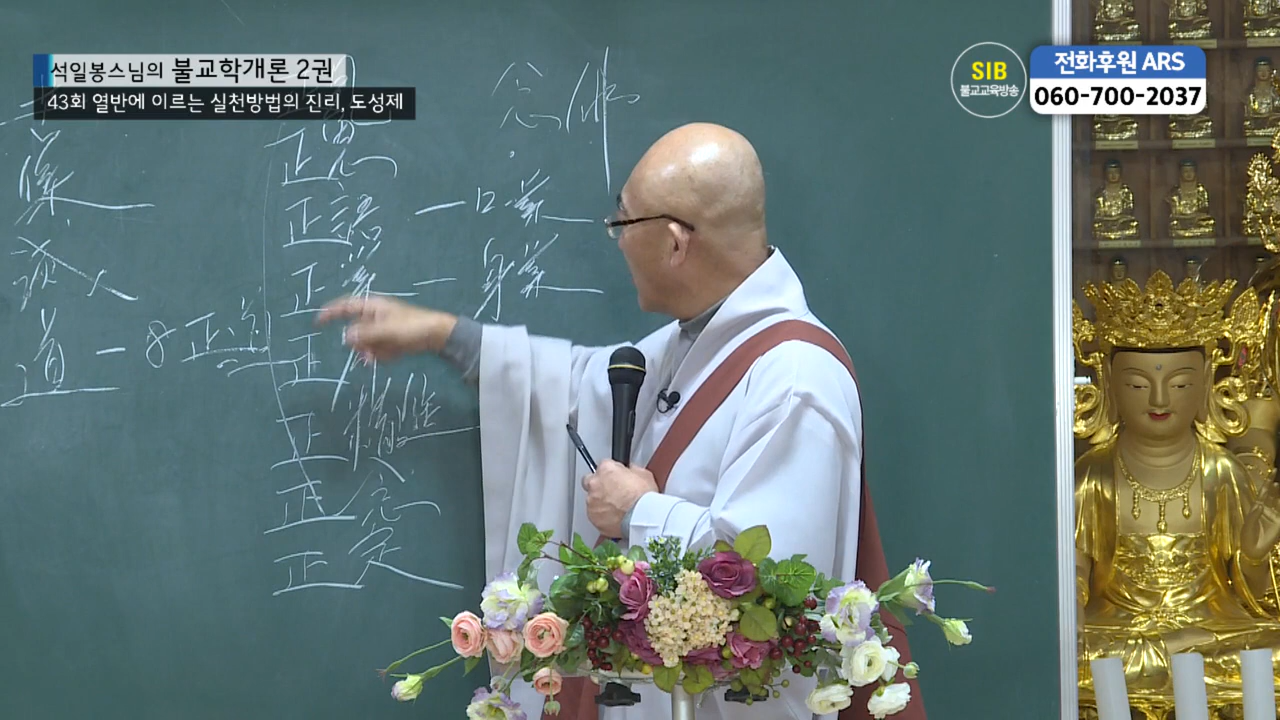 석일봉스님의 불교학개론 2권
43회 열반에 이르는 실천방법의 진리, 도성제
SIB
불교교육방송
전화후원 ARS
060-700-2037
念佛
苦
集
滅
道 - 8正道
正思
正語 - 口業
正業 - 身業
正命
正精進
正念
正定